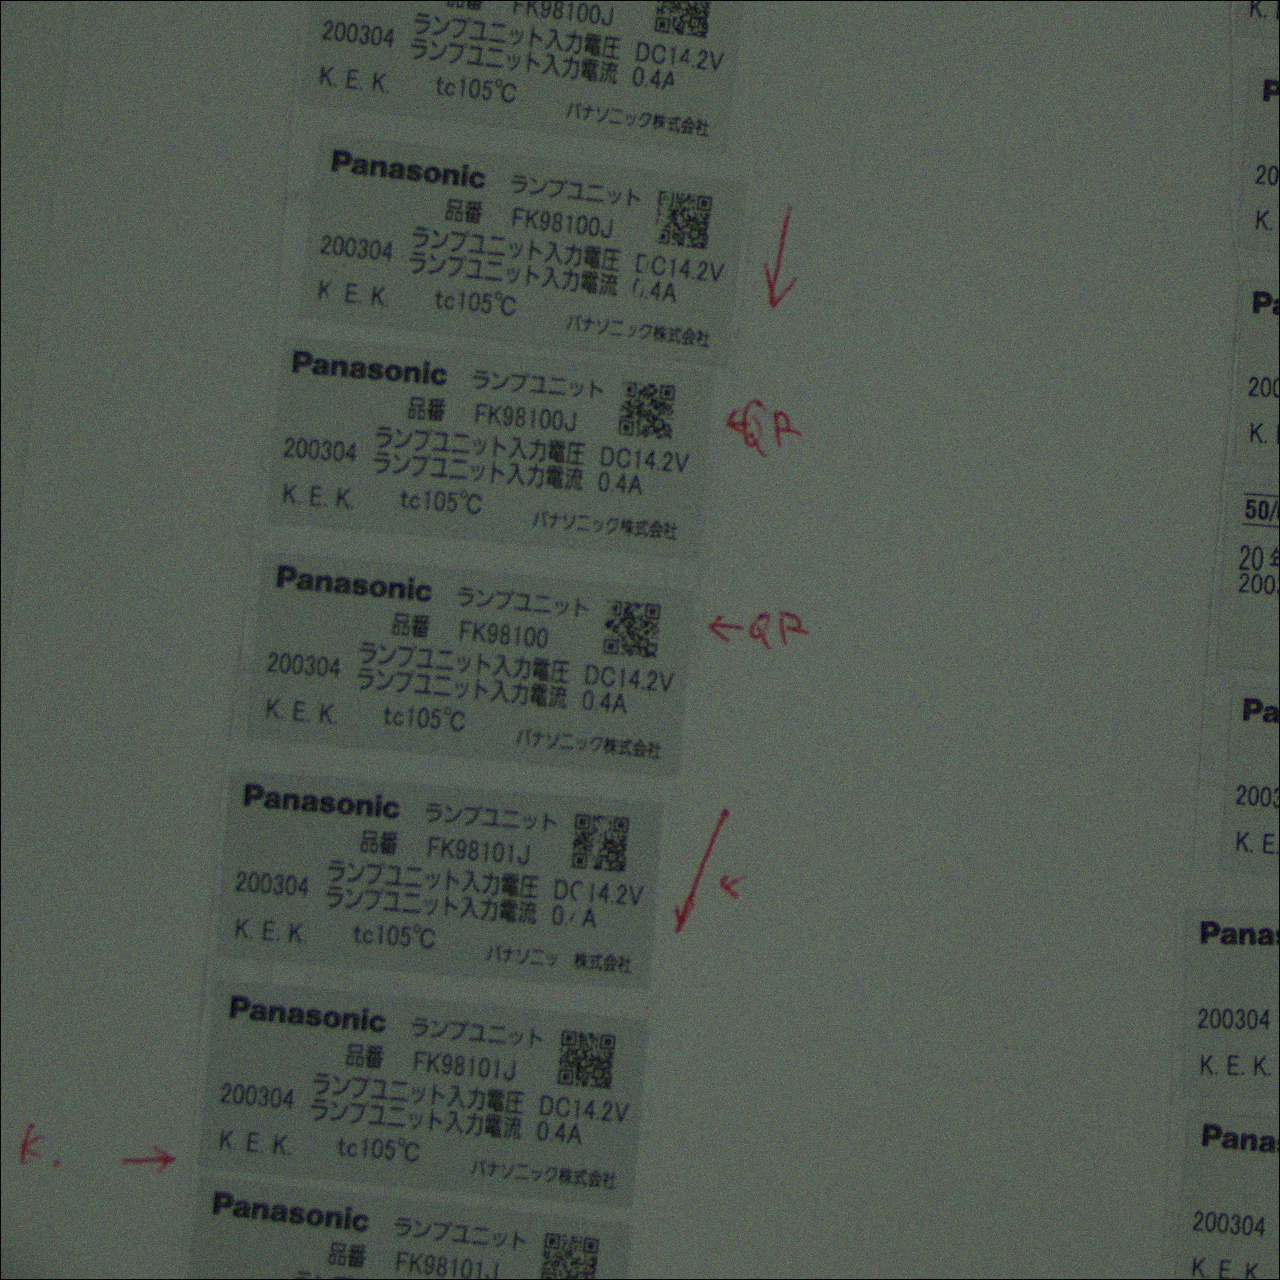 品番 FK98100J
200304 ランプユニット入力電圧 DC14.2V
ランプユニット入力電流 0.4A
K. E. K. tc105℃
パナソニック株式会社
Panasonic ランプユニット
品番 FK98100J
200304 ランプユニット入力電圧 DC14.2V
ランプユニット入力電流 .4A
K E. K. tc105℃
パナソニック株式会社
Panasonic ランプユニット
品番 FK98100J
QR
200304 ランプユニット入力電圧 DC14.2V
ランプユニット入力電流 0.4A
K. E. K. tc105℃
パナソニック株式会社
Panasonic ランプユニット
品番 FK98100
QR
200304 ランプユニット入力電圧 DC14.2V
ランプユニット入力電流 0.4A
K. E. K. tc105℃
パナソニック株式会社
Panasonic ランプユニット
品番 FK98101J
200304 ランプユニット入力電圧 DC14.2V
ランプユニット入力電流 0. A
K. E. K. tc105℃
パナソニッ 株式会社
Panasonic ランプユニット
品番 FK98101J
200304 ランプユニット入力電圧 DC14.2V
ランプユニット入力電流 0.4A
K E. K. tc105℃
K.
パナソニック株式会社
Panasonic ランプユニット
品番 FK98101J
K.
P
20
K.
Pa
200
K.
50/
20年
200
Pa
2003
K. E.
Panas
200304
K. E. K.
Pana
200304
K. E. K.